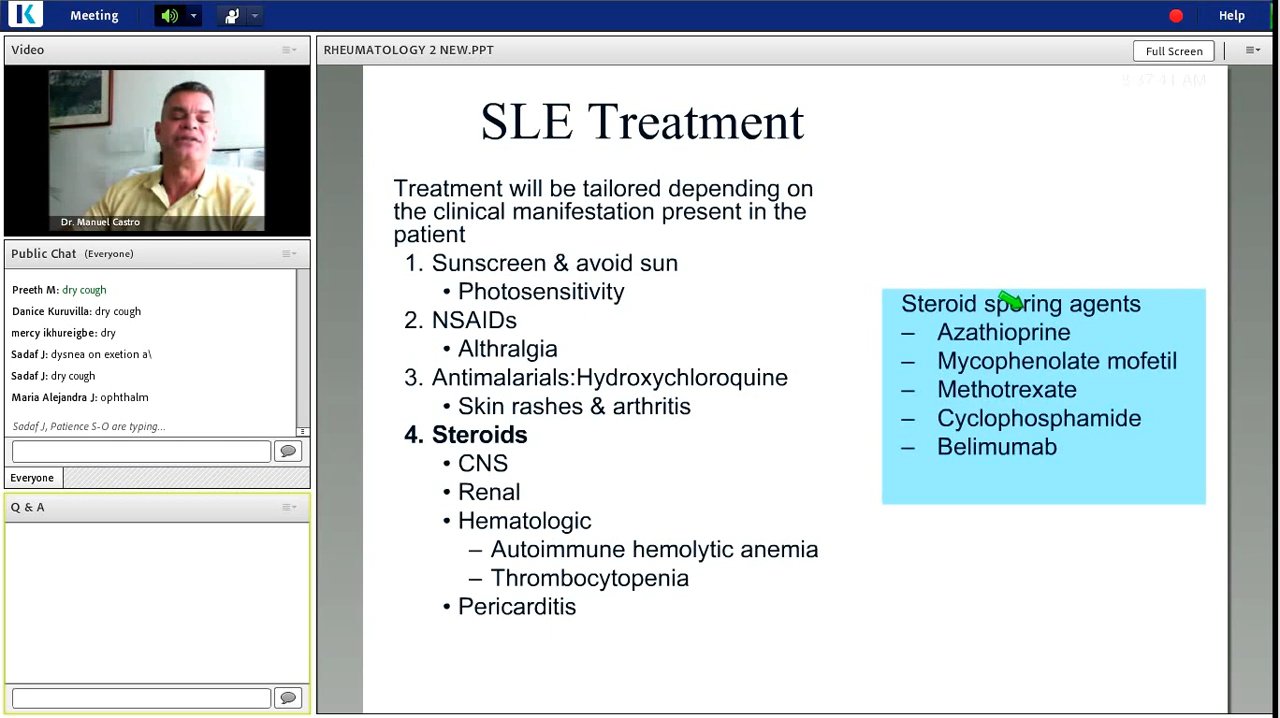 K
Meeting
Help
Video
Dr. Manuel Castro
Public Chat (Everyone)
Preeth M: dry cough
Danice Kuruvilla: dry cough
mercy ikhureigbe: dry
Sadaf J: dysnea on exetion a\
Sadaf J: dry cough
Maria Alejandra J: ophthalm
Sadaf J, Patience S-O are typing...
Everyone
Q & A
RHEUMATOLOGY 2 NEW.PPT
Full Screen
SLE Treatment
Treatment will be tailored depending on
the clinical manifestation present in the
patient
1. Sunscreen & avoid sun
• Photosensitivity
2. NSAIDs
• Althralgia
3. Antimalarials:Hydroxychloroquine
• Skin rashes & arthritis
4. Steroids
• CNS
• Renal
• Hematologic
– Autoimmune hemolytic anemia
– Thrombocytopenia
• Pericarditis
Steroid sparing agents
– Azathioprine
– Mycophenolate mofetil
– Methotrexate
– Cyclophosphamide
– Belimumab